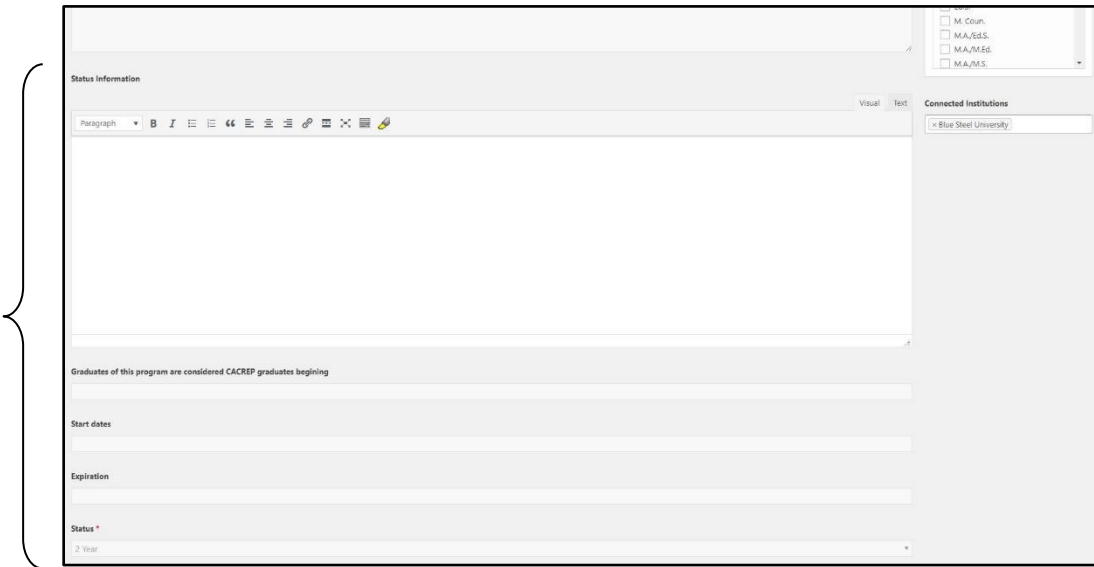 M. Coun.
M.A./Ed.S.
M.A./M.Ed.
M.A./M.S.
Status Information
Visual Text
Connected Institutions
Paragraph
× Blue Steel University
Graduates of this program are considered CACREP graduates begining
Start dates
Expiration
Status *
2 Year